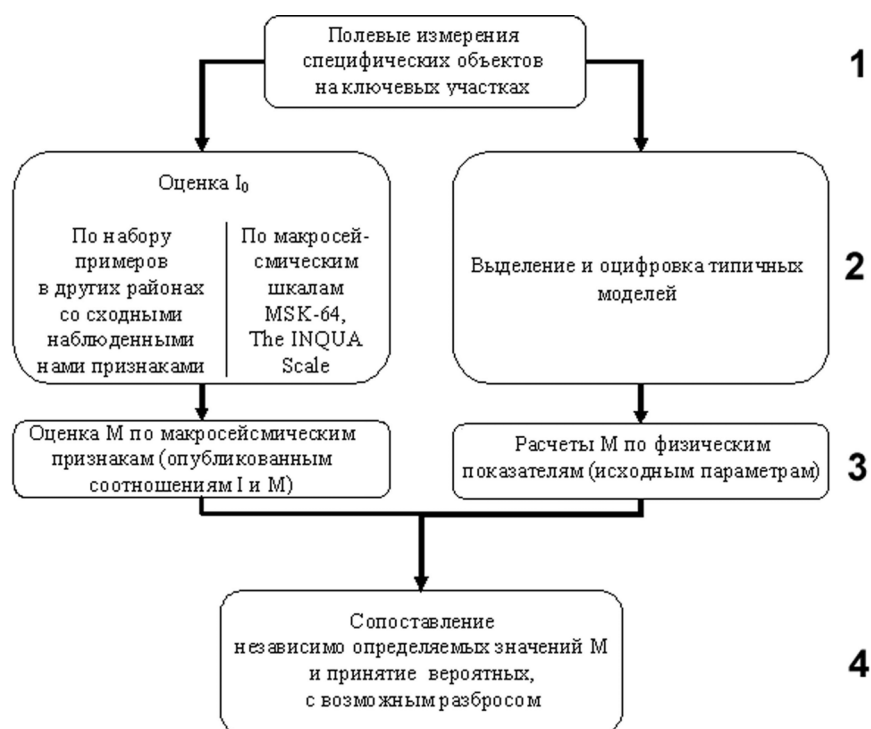 Полевые измерения
специфических объектов
на ключевых участках
1
Оценка I₀
По набору
примеров
в других районах
со сходными
наблюденными
нами признаками
По макросей-
смическим
шкалам
MSK-64,
The INQUA
Scale
Выделение и оцифровка типичных
моделей
2
Оценка М по макросейсмическим
признакам (опубликованным
соотношениям I и М)
Расчеты М по физическим
показателям (исходным параметрам)
3
Сопоставление
независимо определяемых значений М
и принятие вероятных,
с возможным разбросом
4